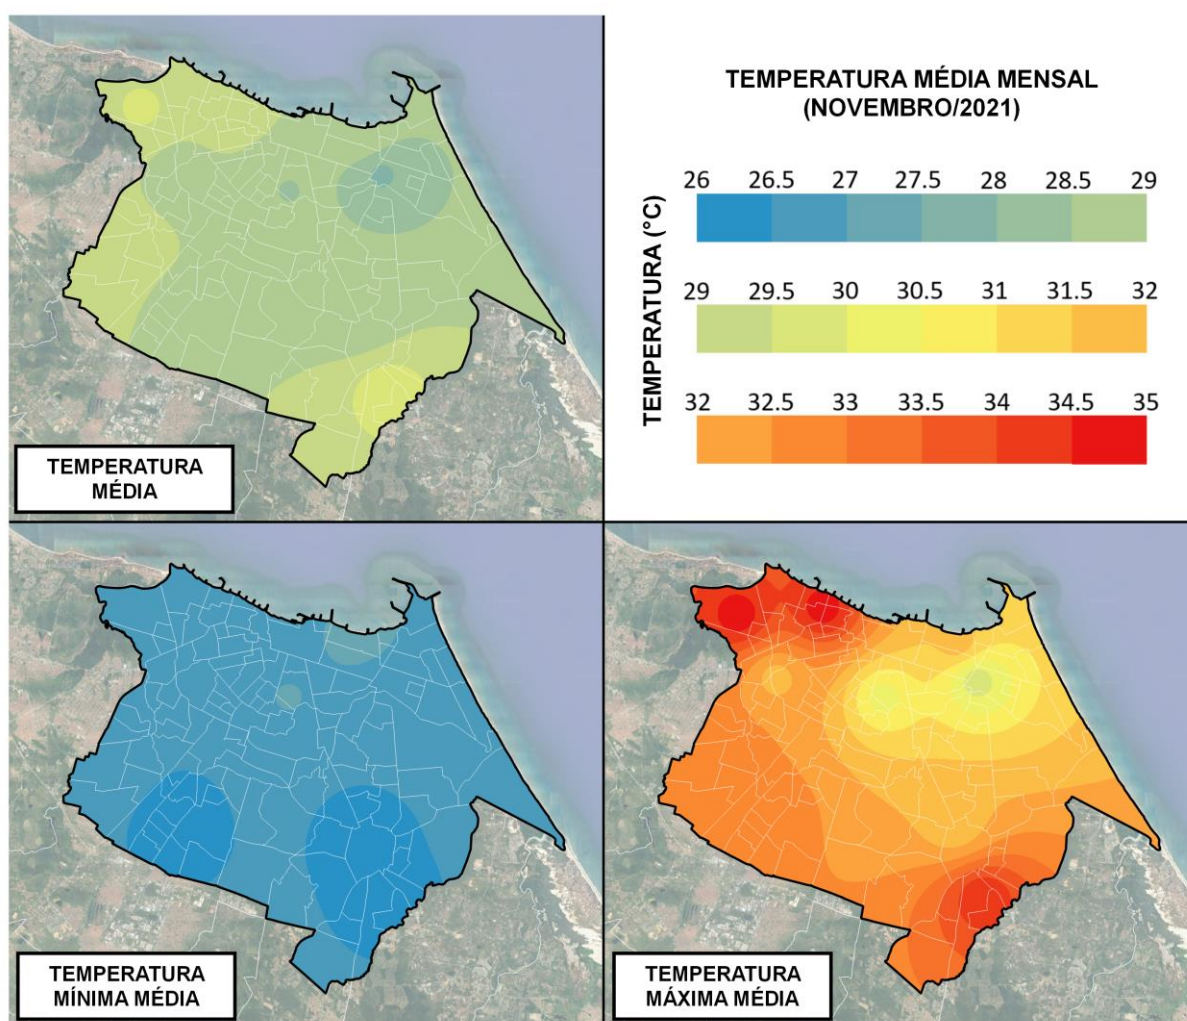 TEMPERATURA MÉDIA MENSAL
(NOVEMBRO/2021)
TEMPERATURA (°C)
26 26.5 27 27.5 28 28.5 29
29 29.5 30 30.5 31 31.5 32
32 32.5 33 33.5 34 34.5 35
TEMPERATURA
MÉDIA
TEMPERATURA
MÍNIMA MÉDIA
TEMPERATURA
MÁXIMA MÉDIA